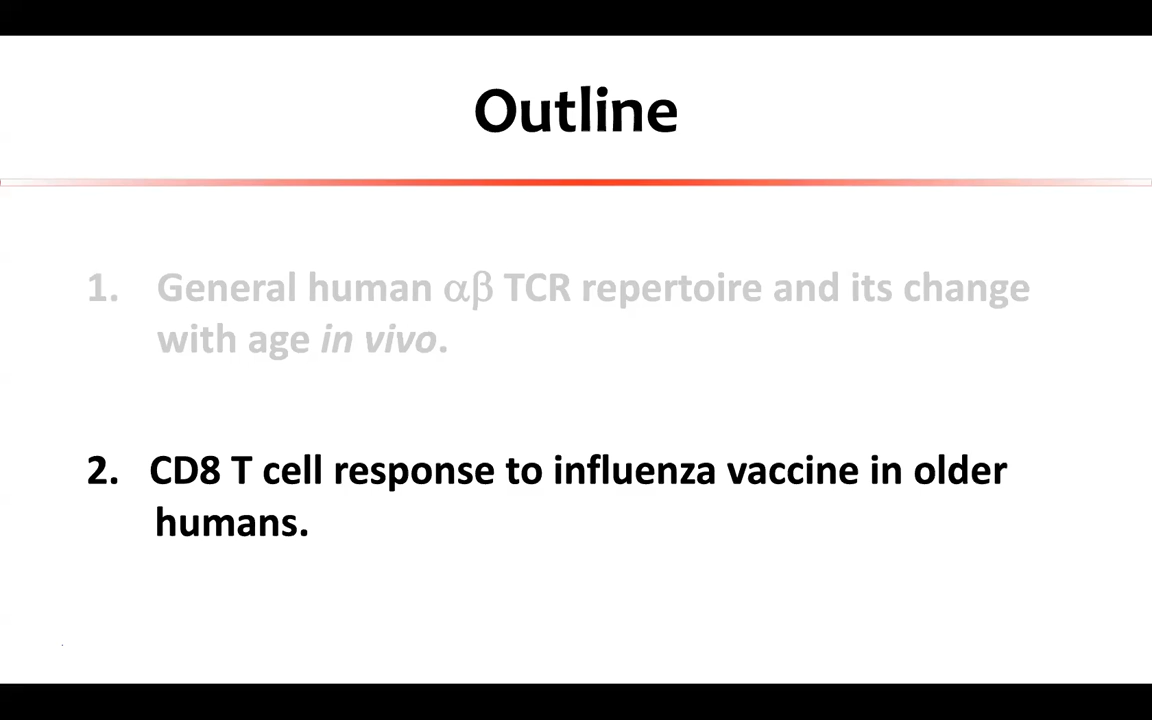 Outline
1. General human αβ TCR repertoire and its change
with age in vivo.
2. CD8 T cell response to influenza vaccine in older
humans.